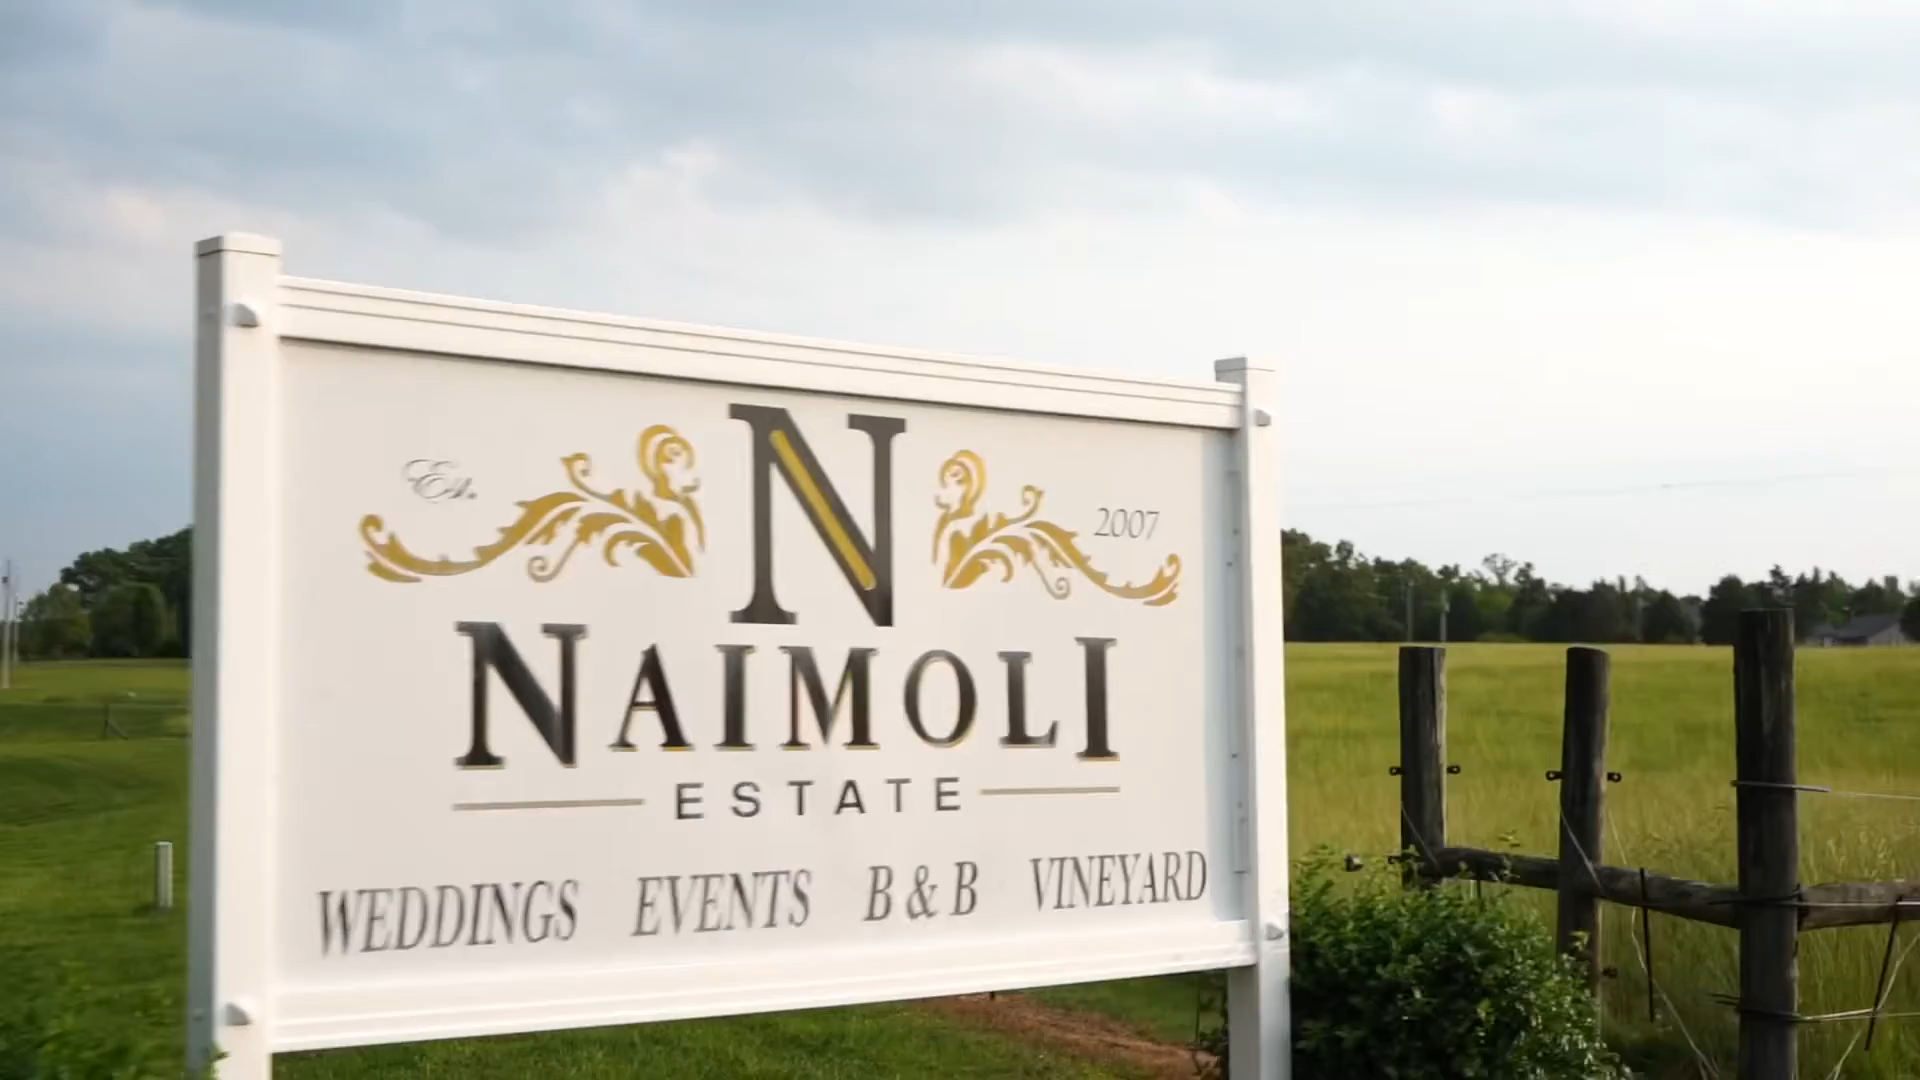 N
Est. 2007
NAIMOLI
ESTATE
WEDDINGS EVENTS B & B VINEYARD